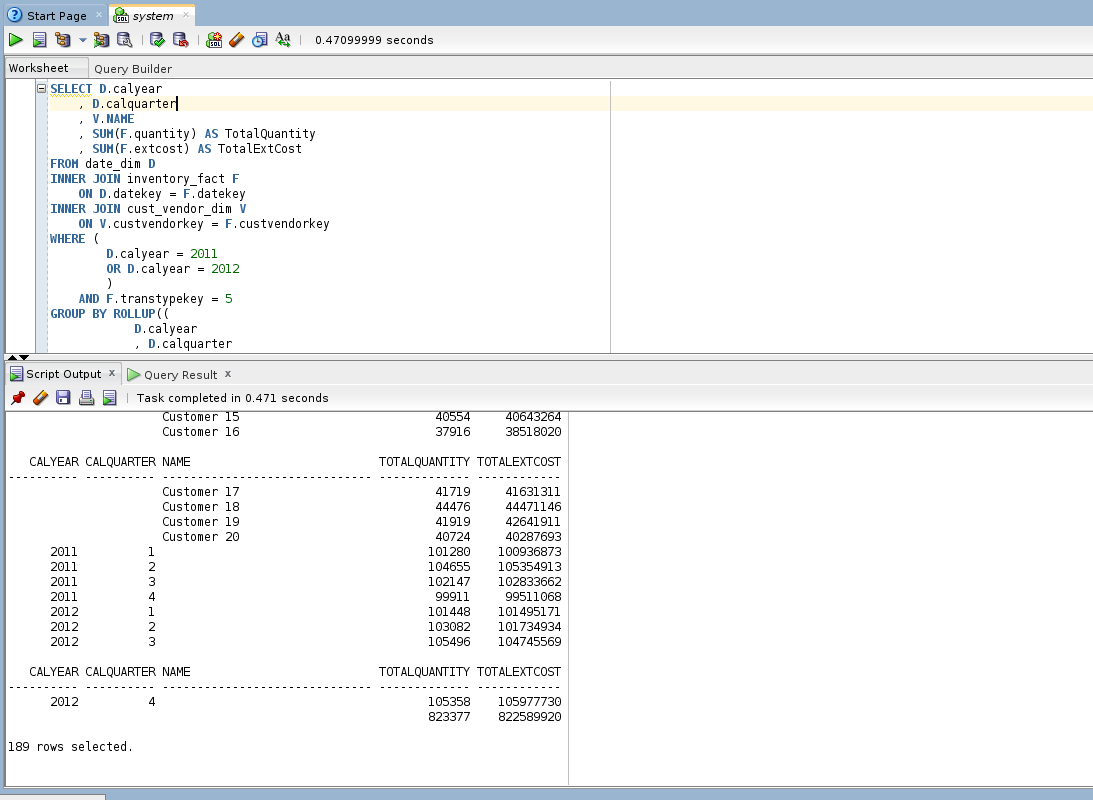 Start Page
system
0.47099999 seconds
Worksheet
Query Builder
SELECT D.calyear
, D.calquarter
, V.NAME
, SUM(F.quantity) AS TotalQuantity
, SUM(F.extcost) AS TotalExtCost
FROM date_dim D
INNER JOIN inventory_fact F
ON D.datekey = F.datekey
INNER JOIN cust_vendor_dim V
ON V.custvendorkey = F.custvendorkey
WHERE (
D.calyear = 2011
OR D.calyear = 2012
)
AND F.transtypekey = 5
GROUP BY ROLLUP((
D.calyear
, D.calquarter
Script Output x
Query Result x
Task completed in 0.471 seconds
Customer 15 40554 40643264
Customer 16 37916 38518020
CALYEAR CALQUARTER NAME TOTALQUANTITY TOTALEXTCOST
---------- ---------- ------------------------------ ------------- ------------
Customer 17 41719 41631311
Customer 18 44476 44471146
Customer 19 41919 42641911
Customer 20 40724 40287693
2011 1 101280 100936873
2011 2 104655 105354913
2011 3 102147 102833662
2011 4 99911 99511068
2012 1 101448 101495171
2012 2 103082 101734934
2012 3 105496 104745569
CALYEAR CALQUARTER NAME TOTALQUANTITY TOTALEXTCOST
---------- ---------- ------------------------------ ------------- ------------
2012 4 105358 105977730
823377 822589920
189 rows selected.